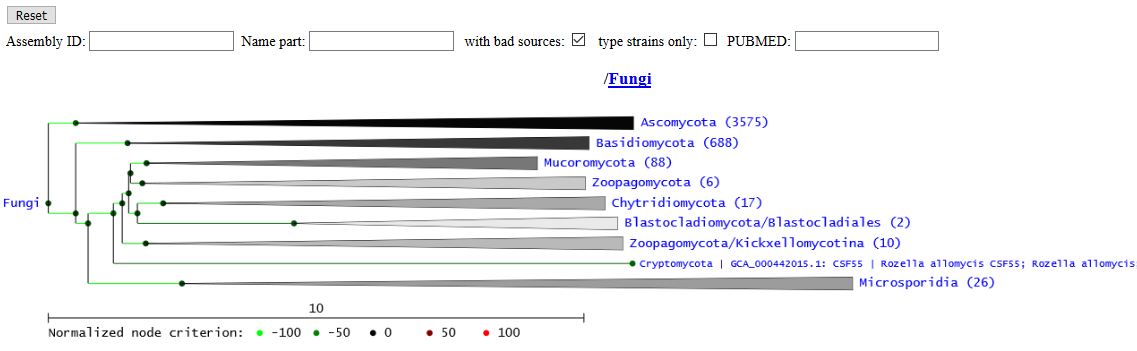 Reset
Assembly ID: Name part: with bad sources: type strains only: PUBMED:
/Fungi
Ascomycota (3575)
Basidiomycota (688)
Mucoromycota (88)
Zoopagomycota (6)
Fungi
Chytridiomycota (17)
Blastocladiomycota/Blastocladiales (2)
Zoopagomycota/Kickxellomycotina (10)
Cryptomycota | GCA_000442015.1: CSF55 | Rozella allomycis CSF55; Rozella allomycis;
Microsporidia (26)
10
Normalized node criterion: -100 -50 0 50 100